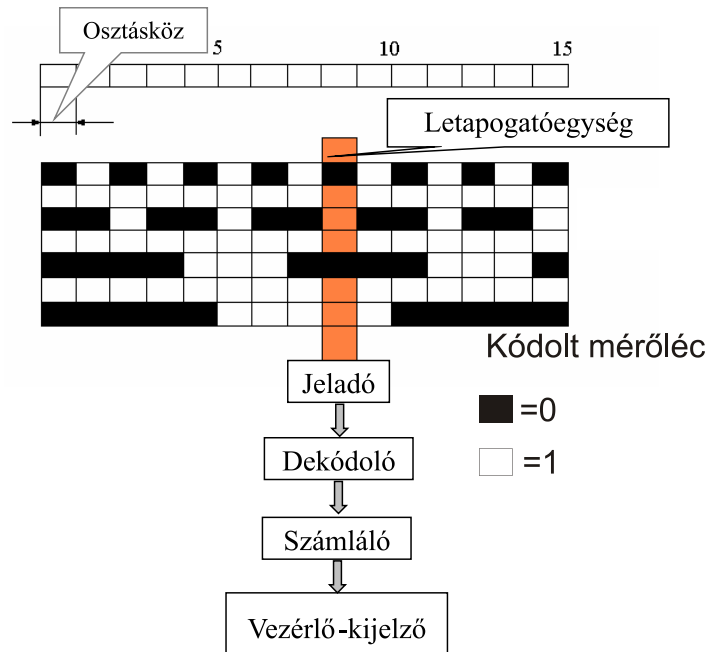 Osztásköz
5
10
15
Letapogatóegység
Kódolt mérőléc
Jeladó
=0
Dekódoló
=1
Számláló
Vezérlő-kijelző